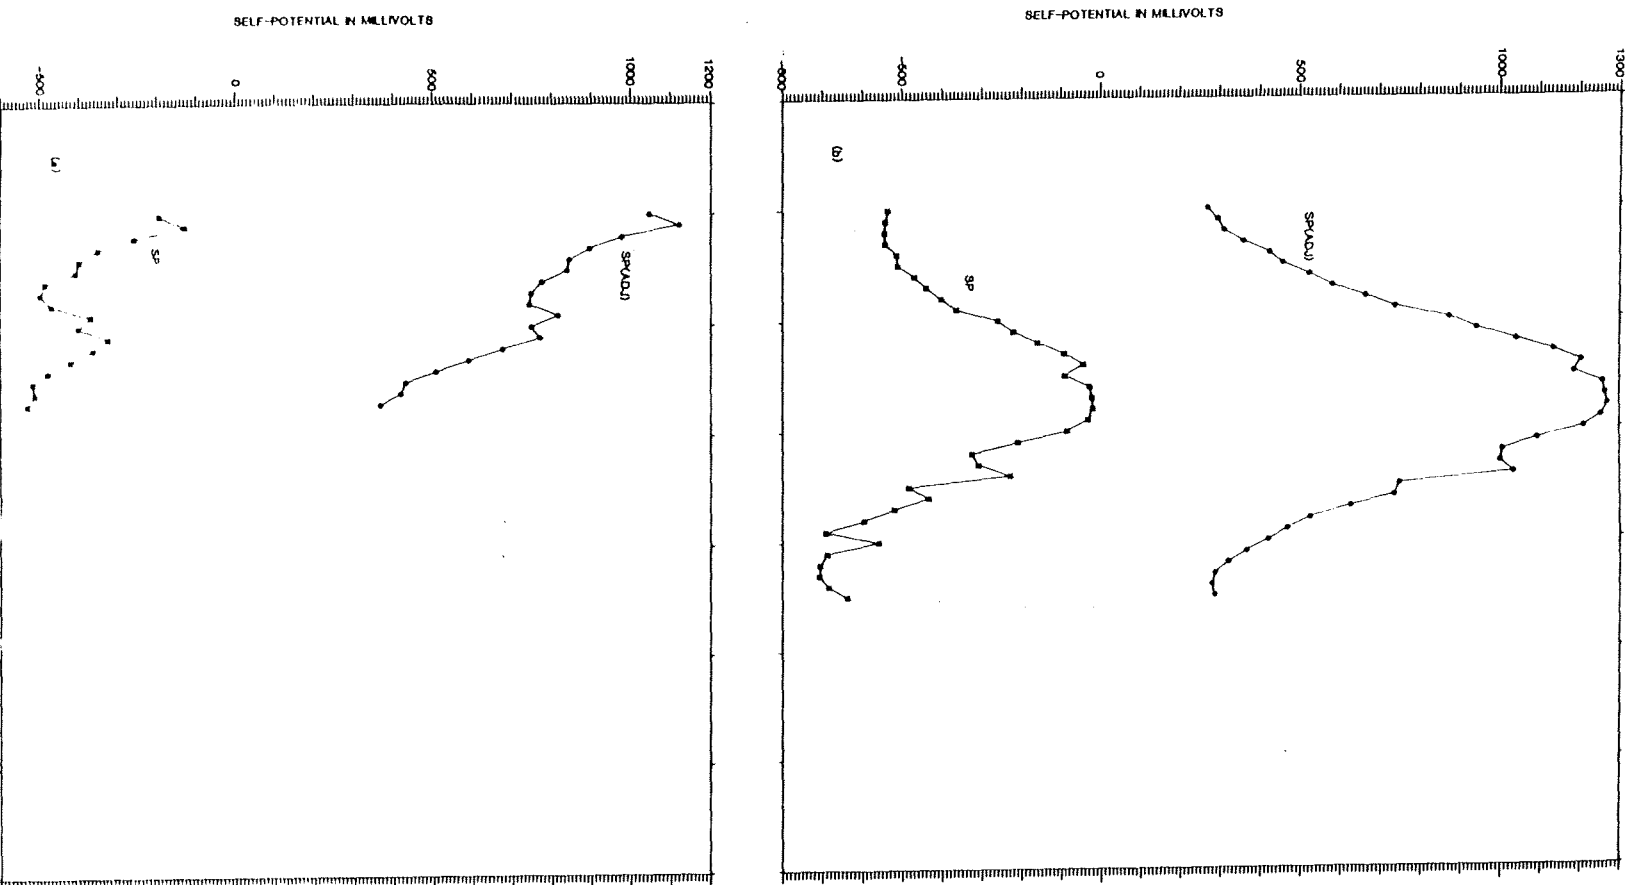 SELF-POTENTIAL IN MILLIVOLTS
-500
0
500
1000
1200
(a)
SP
SP(ADJ)
SELF-POTENTIAL IN MILLIVOLTS
-800
-500
0
500
1000
1300
(b)
SP
SP(ADJ)